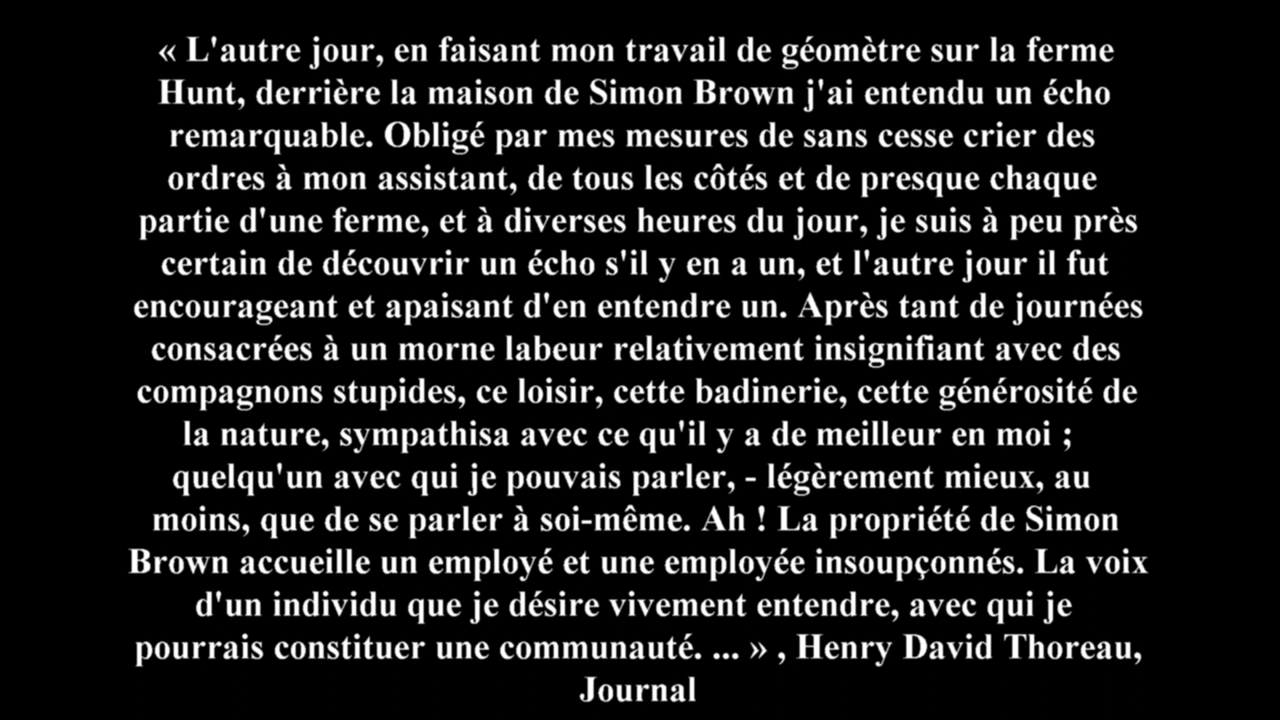 « L'autre jour, en faisant mon travail de géomètre sur la ferme
Hunt, derrière la maison de Simon Brown j'ai entendu un écho
remarquable. Obligé par mes mesures de sans cesse crier des
ordres à mon assistant, de tous les côtés et de presque chaque
partie d'une ferme, et à diverses heures du jour, je suis à peu près
certain de découvrir un écho s'il y en a un, et l'autre jour il fut
encourageant et apaisant d'en entendre un. Après tant de journées
consacrées à un morne labeur relativement insignifiant avec des
compagnons stupides, ce loisir, cette badinerie, cette générosité de
la nature, sympathisa avec ce qu'il y a de meilleur en moi ;
quelqu'un avec qui je pouvais parler, - légèrement mieux, au
moins, que de se parler à soi-même. Ah ! La propriété de Simon
Brown accueille un employé et une employée insoupçonnés. La voix
d'un individu que je désire vivement entendre, avec qui je
pourrais constituer une communauté. ... » , Henry David Thoreau,
Journal